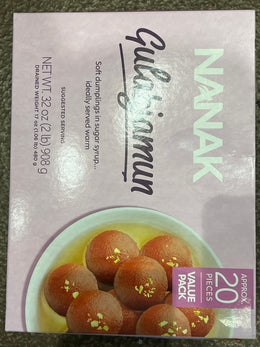 NANAK
Gulabjamun
Soft dumplings in sugar syrup...
ideally served warm
SUGGESTED SERVING
NET WT. 32 oz (2 lb) 908 g
DRAINED WEIGHT 17 oz (1.06 lb) 480 g
APPROX.
20
PIECES
VALUE
PACK